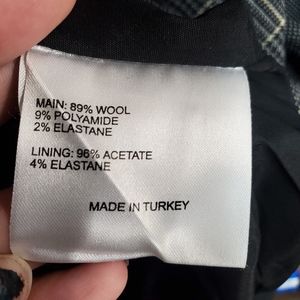 MAIN: 89% WOOL
9% POLYAMIDE
2% ELASTANE
LINING: 96% ACETATE
4% ELASTANE
MADE IN TURKEY